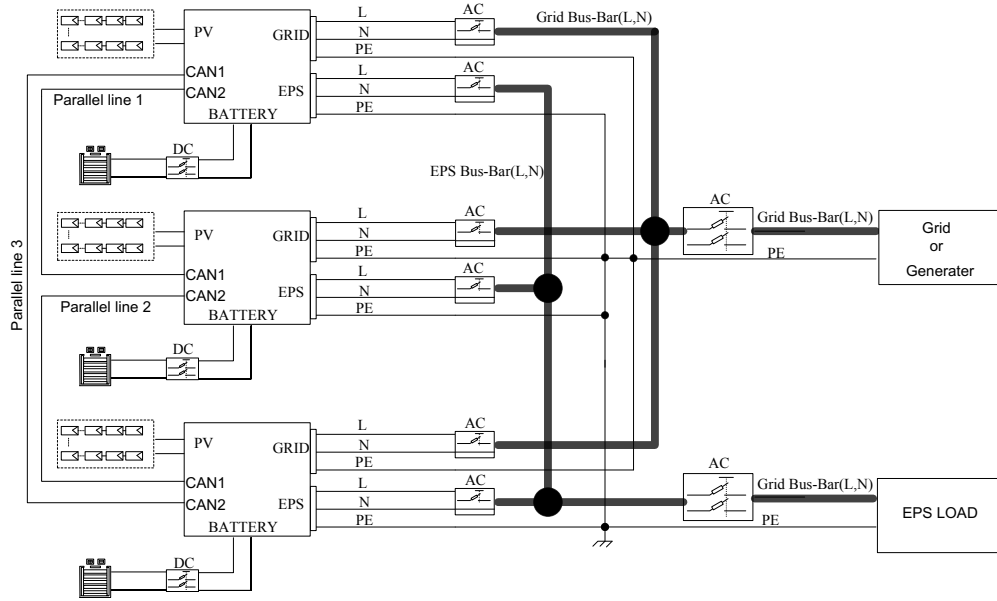 L
AC
Grid Bus-Bar(L,N)
PV
GRID
N
PE
CAN1
L
AC
CAN2
EPS
N
Parallel line 1
BATTERY
PE
DC
EPS Bus-Bar(L,N)
L
AC
AC
PV
GRID
N
Grid Bus-Bar(L,N)
Grid
or
Generater
PE
PE
CAN1
L
AC
CAN2
EPS
N
Parallel line 2
BATTERY
PE
Parallel line 3
DC
L
AC
PV
GRID
N
PE
AC
CAN1
L
AC
Grid Bus-Bar(L,N)
CAN2
EPS
N
EPS LOAD
BATTERY
PE
PE
DC